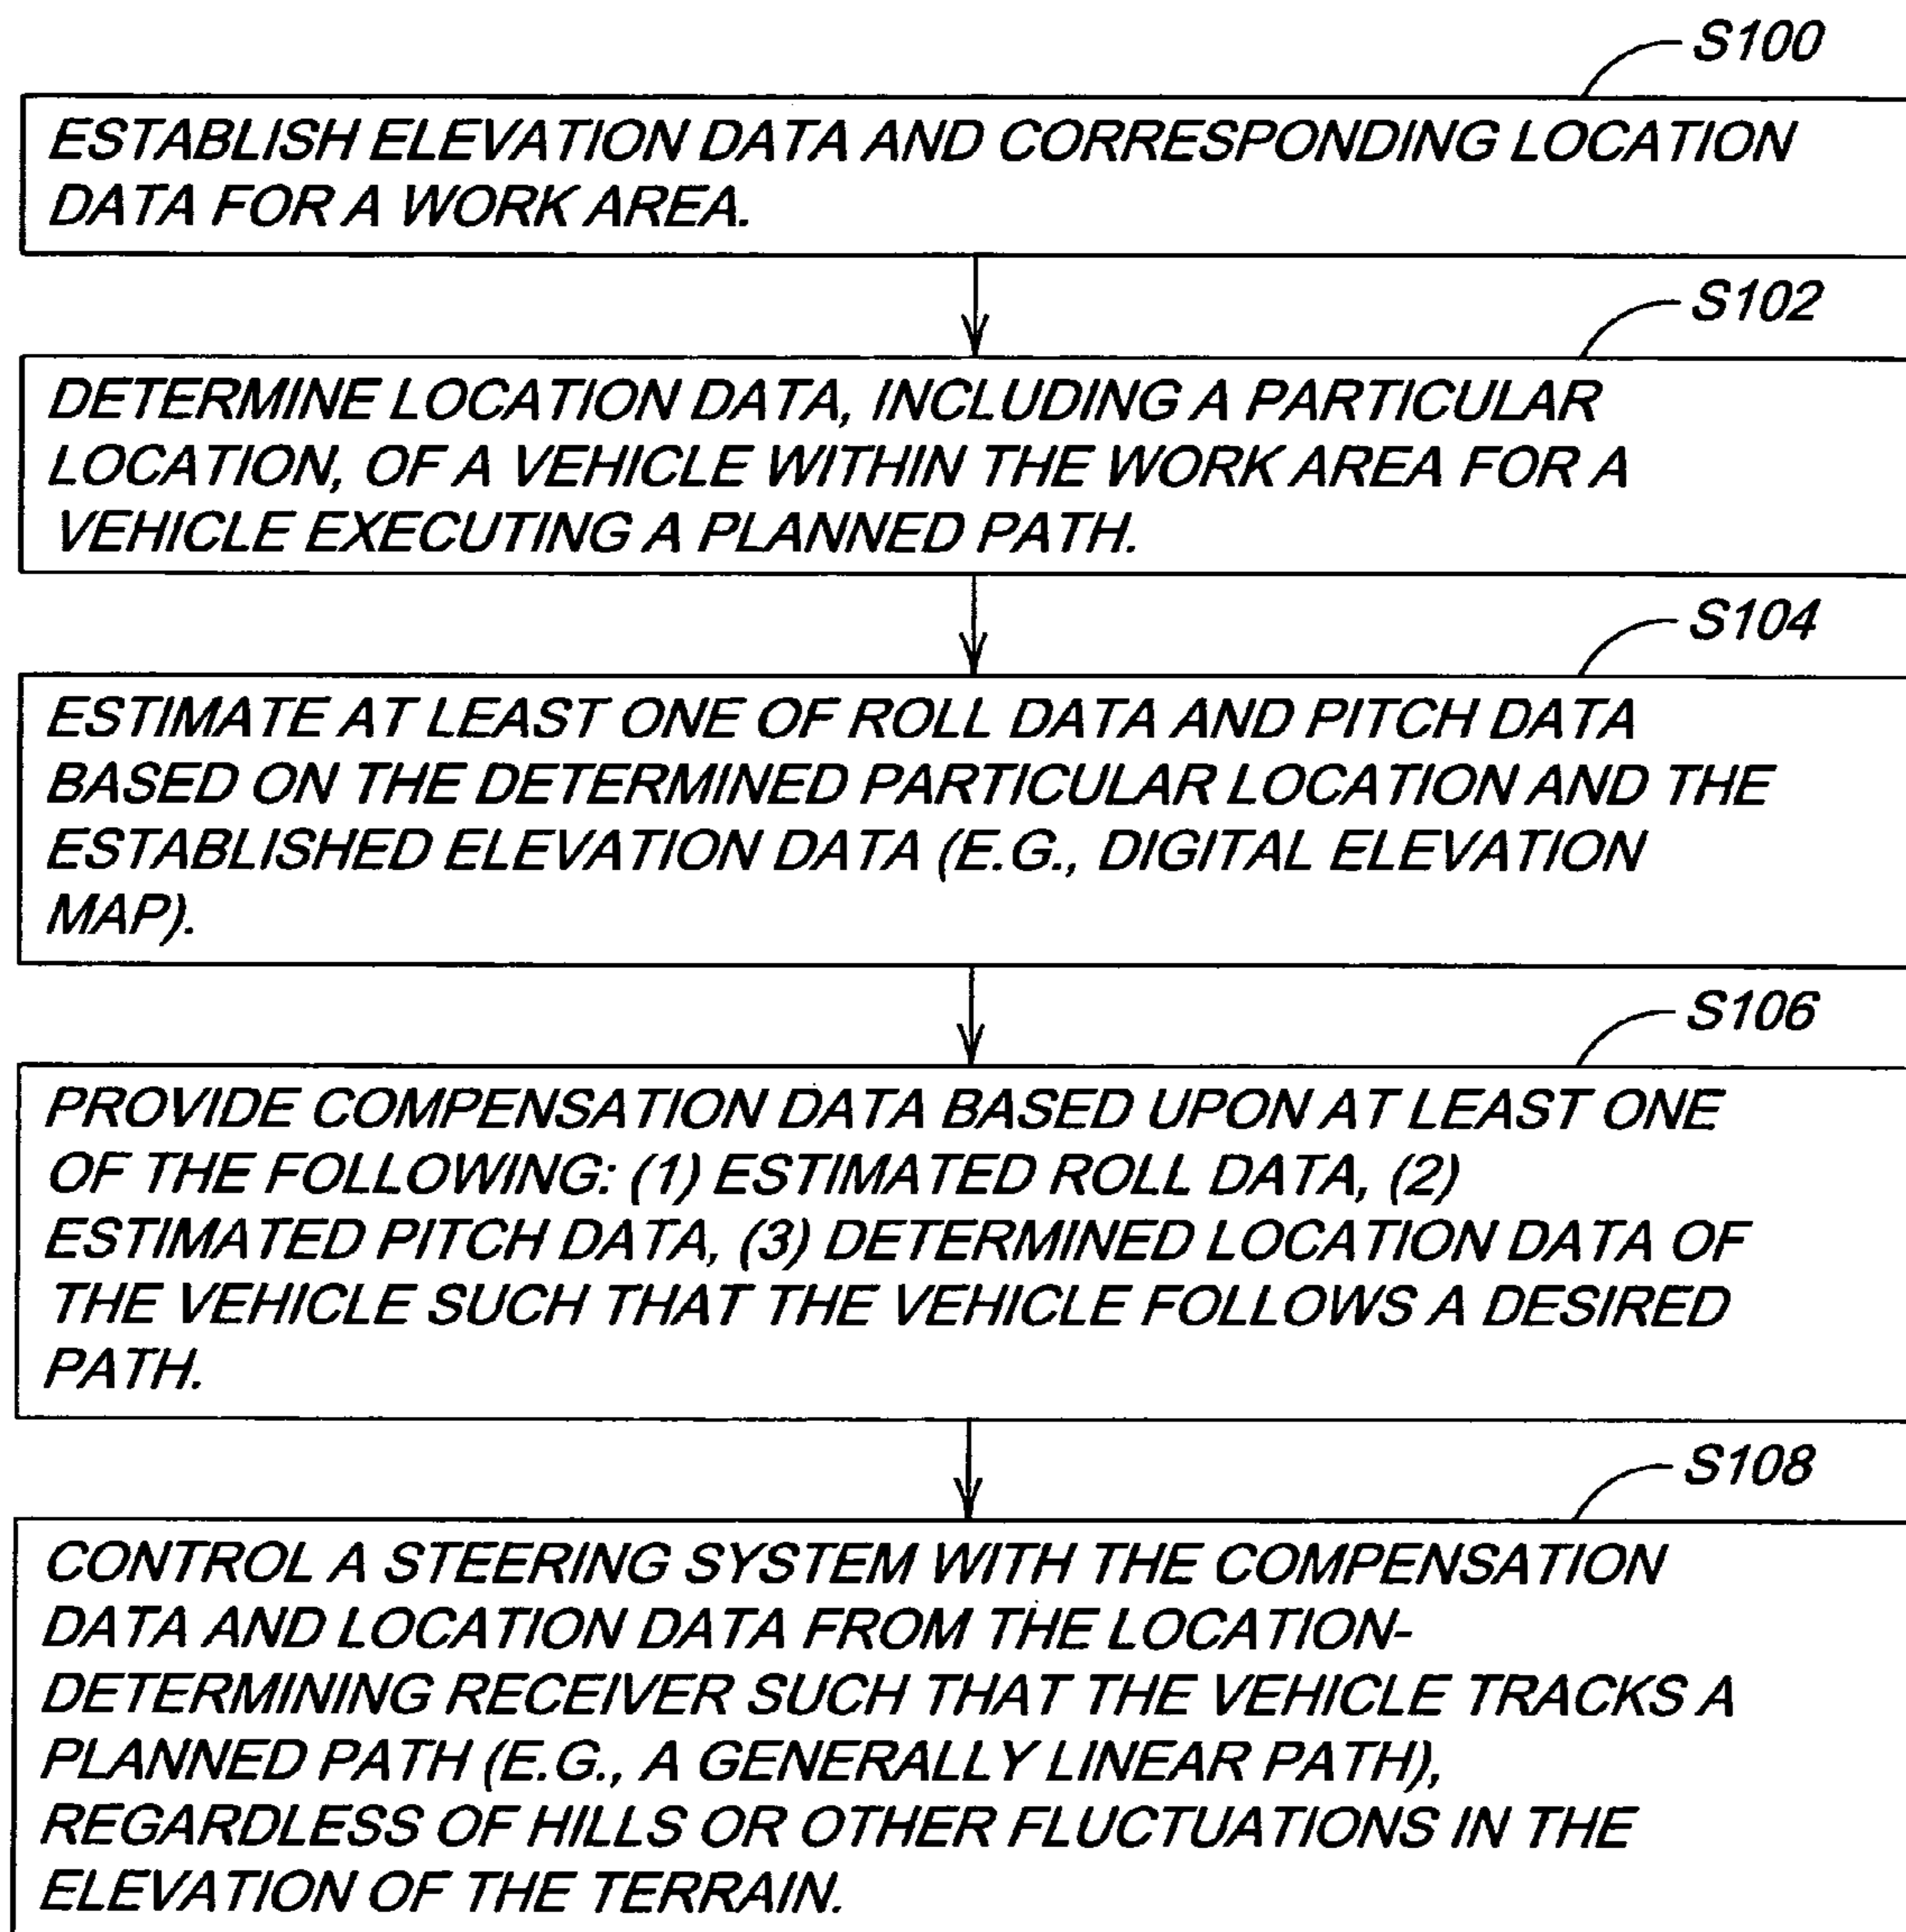 S100
ESTABLISH ELEVATION DATA AND CORRESPONDING LOCATION
DATA FOR A WORK AREA.
S102
DETERMINE LOCATION DATA, INCLUDING A PARTICULAR
LOCATION, OF A VEHICLE WITHIN THE WORK AREA FOR A
VEHICLE EXECUTING A PLANNED PATH.
S104
ESTIMATE AT LEAST ONE OF ROLL DATA AND PITCH DATA
BASED ON THE DETERMINED PARTICULAR LOCATION AND THE
ESTABLISHED ELEVATION DATA (E.G., DIGITAL ELEVATION
MAP).
S106
PROVIDE COMPENSATION DATA BASED UPON AT LEAST ONE
OF THE FOLLOWING: (1) ESTIMATED ROLL DATA, (2)
ESTIMATED PITCH DATA, (3) DETERMINED LOCATION DATA OF
THE VEHICLE SUCH THAT THE VEHICLE FOLLOWS A DESIRED
PATH.
S108
CONTROL A STEERING SYSTEM WITH THE COMPENSATION
DATA AND LOCATION DATA FROM THE LOCATION-
DETERMINING RECEIVER SUCH THAT THE VEHICLE TRACKS A
PLANNED PATH (E.G., A GENERALLY LINEAR PATH),
REGARDLESS OF HILLS OR OTHER FLUCTUATIONS IN THE
ELEVATION OF THE TERRAIN.